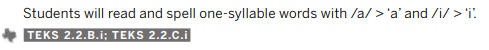 Students will read and spell one-syllable words with /a/ > ‘a’ and /i/ > ‘i’.
TEKS 2.2.B.i; TEKS 2.2.C.i